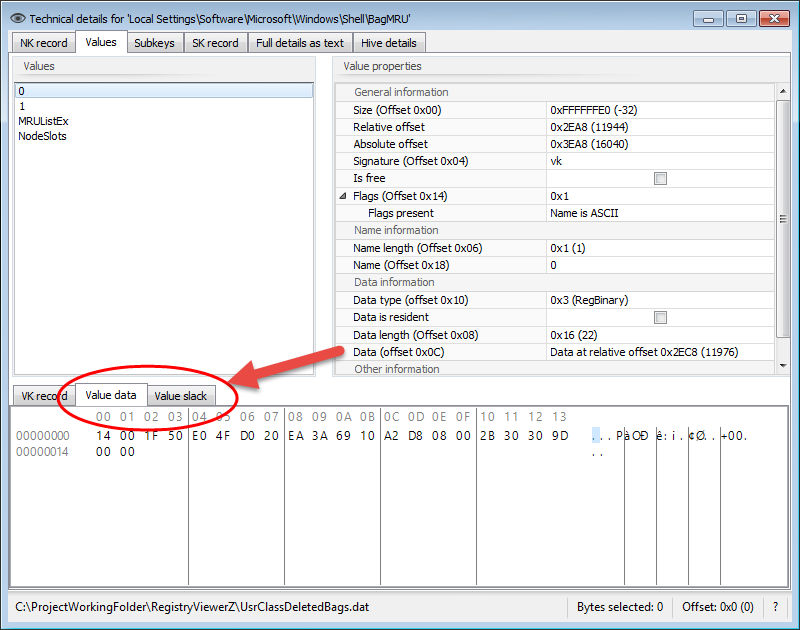 Technical details for 'Local Settings\Software\Microsoft\Windows\Shell\BagMRU'
NK record Values Subkeys SK record Full details as text Hive details
Values
0
1
MRUListEx
NodeSlots
Value properties
General information
Size (Offset 0x00) 0xFFFFFFE0 (-32)
Relative offset 0x2EA8 (11944)
Absolute offset 0x3EA8 (16040)
Signature (Offset 0x04) vk
Is free
Flags (Offset 0x14) 0x1
Flags present Name is ASCII
Name information
Name length (Offset 0x06) 0x1 (1)
Name (Offset 0x18) 0
Data information
Data type (offset 0x10) 0x3 (RegBinary)
Data is resident
Data length (Offset 0x08) 0x16 (22)
Data (offset 0x0C) Data at relative offset 0x2EC8 (11976)
Other information
VK record Value data Value slack
00 01 02 03 04 05 06 07 08 09 0A 0B 0C 0D 0E 0F 10 11 12 13
00000000 14 00 1F 50 E0 4F D0 20 EA 3A 69 10 A2 D8 08 00 2B 30 30 9D ...PàOÐ ê:i.¢Ø..+00.
00000014 00 00 ..
C:\ProjectWorkingFolder\RegistryViewerZ\UsrClassDeletedBags.dat Bytes selected: 0 Offset: 0x0 (0) ?